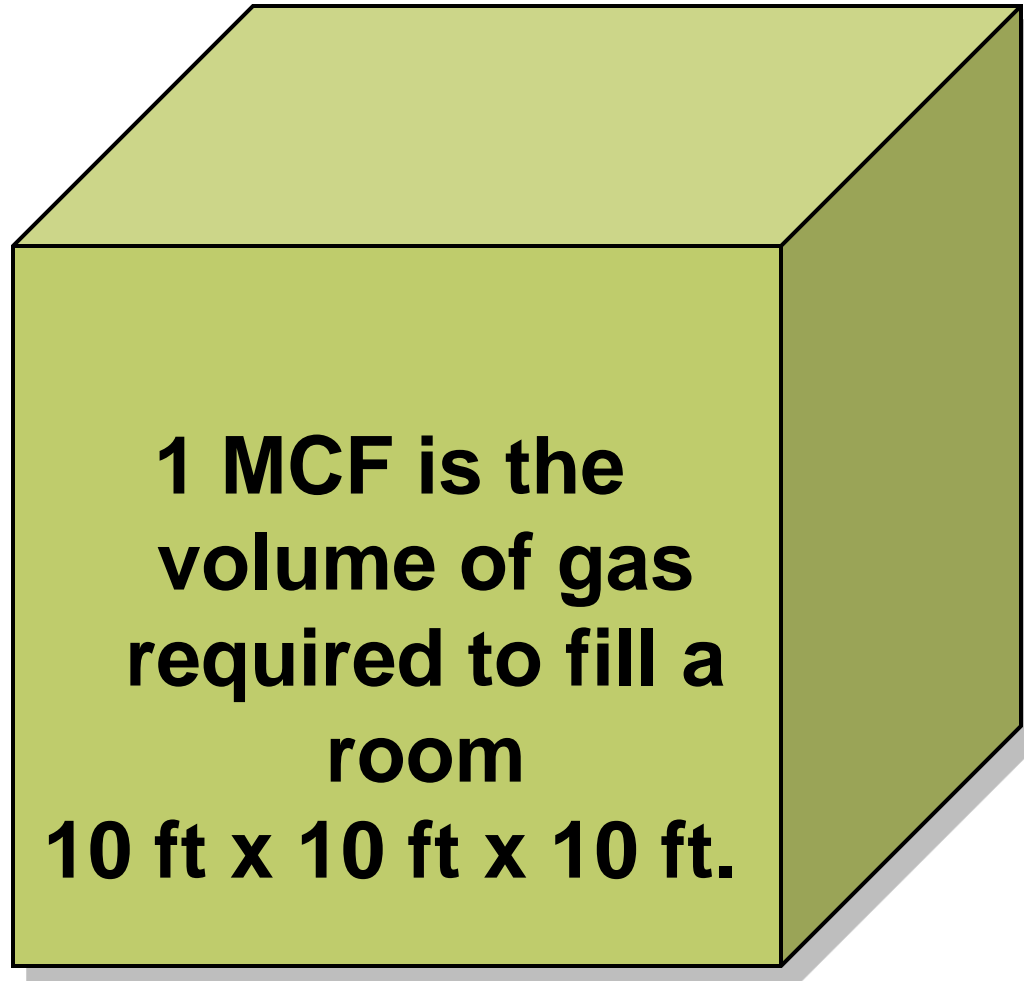 1 MCF is the
volume of gas
required to fill a
room
10 ft x 10 ft x 10 ft.